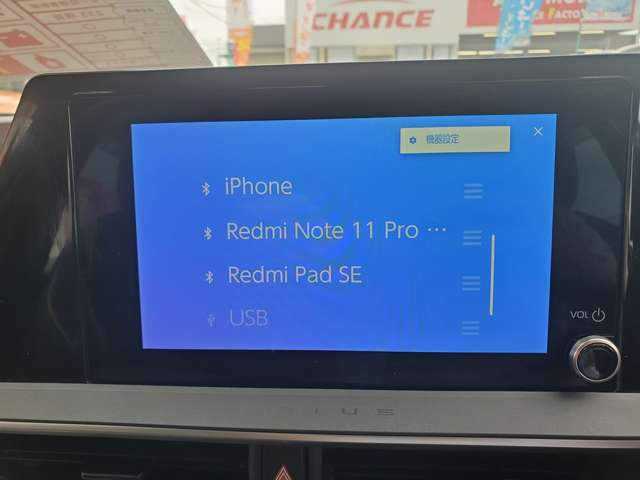 CHANCE
機器設定
iPhone
Redmi Note 11 Pro …
Redmi Pad SE
USB
VOL